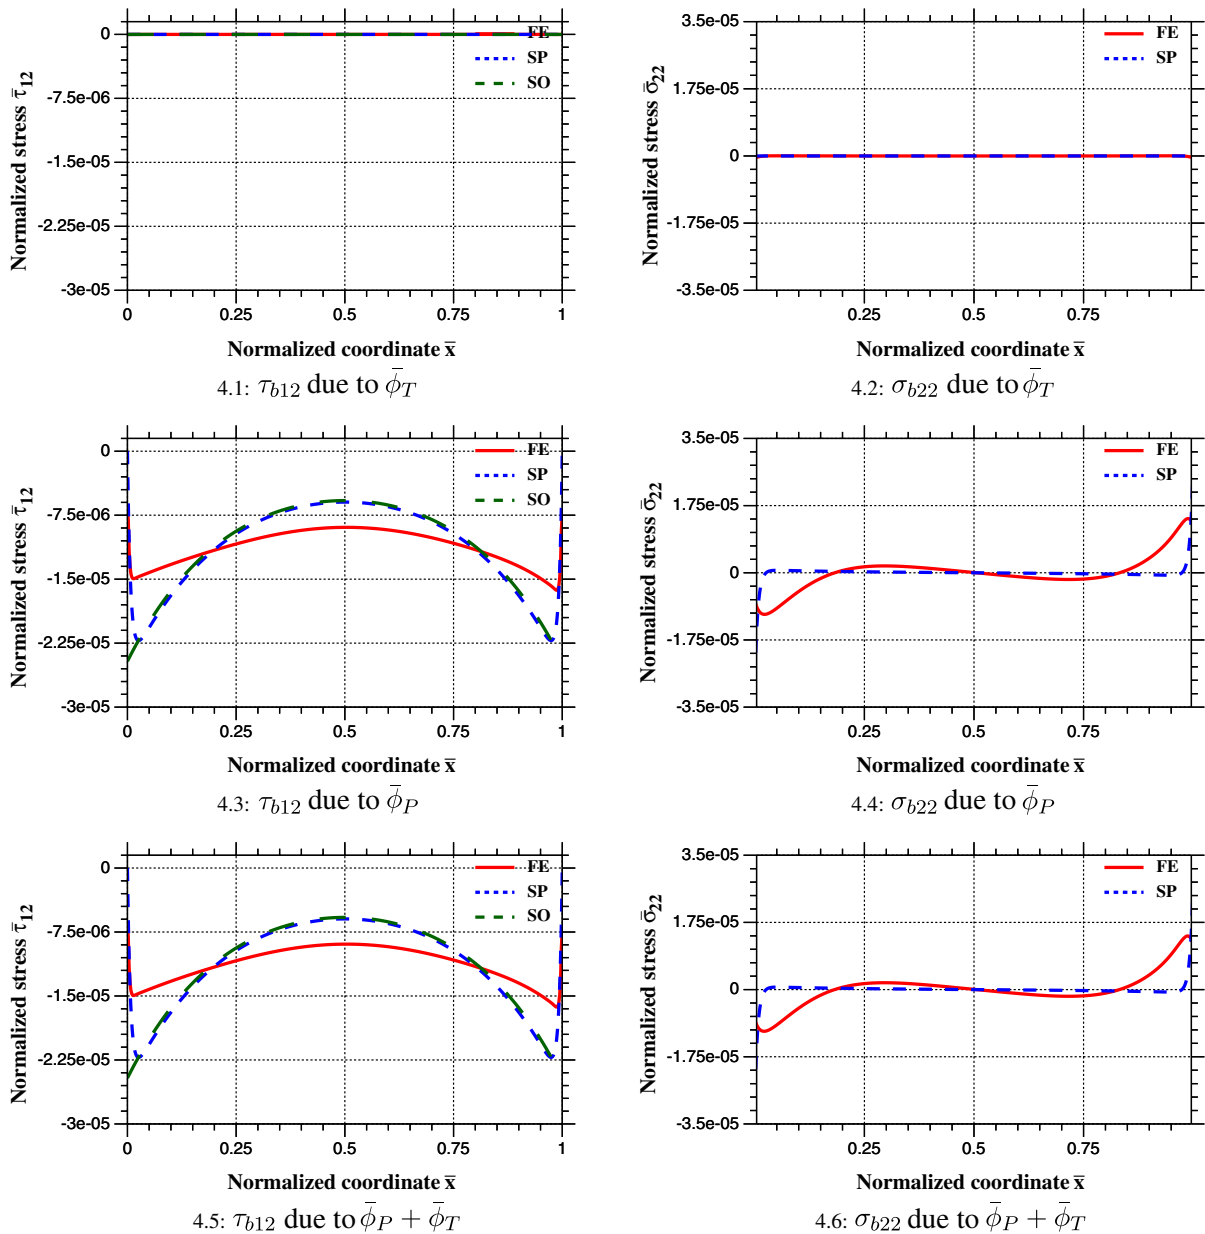 0
-7.5e-06
-1.5e-05
-2.25e-05
-3e-05
Normalized stress τ̄12
FE
SP
SO
0 0.25 0.5 0.75 1
Normalized coordinate x̄
4.1: τb12 due to ϕ̄T
3.5e-05
1.75e-05
0
-1.75e-05
-3.5e-05
Normalized stress σ̄22
FE
SP
0.25 0.5 0.75
Normalized coordinate x̄
4.2: σb22 due to ϕ̄T
0
-7.5e-06
-1.5e-05
-2.25e-05
-3e-05
Normalized stress τ̄12
FE
SP
SO
0 0.25 0.5 0.75 1
Normalized coordinate x̄
4.3: τb12 due to ϕ̄P
3.5e-05
1.75e-05
0
-1.75e-05
-3.5e-05
Normalized stress σ̄22
FE
SP
0.25 0.5 0.75
Normalized coordinate x̄
4.4: σb22 due to ϕ̄P
0
-7.5e-06
-1.5e-05
-2.25e-05
-3e-05
Normalized stress τ̄12
FE
SP
SO
0 0.25 0.5 0.75 1
Normalized coordinate x̄
4.5: τb12 due to ϕ̄P + ϕ̄T
3.5e-05
1.75e-05
0
-1.75e-05
-3.5e-05
Normalized stress σ̄22
FE
SP
0.25 0.5 0.75
Normalized coordinate x̄
4.6: σb22 due to ϕ̄P + ϕ̄T